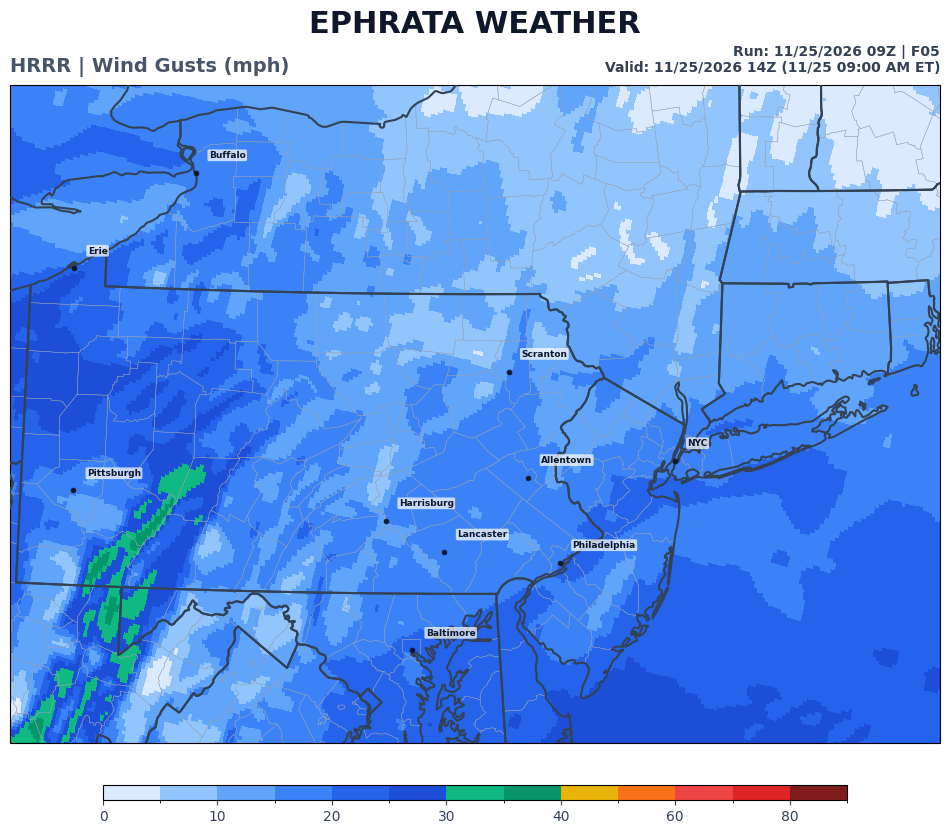 EPHRATA WEATHER
HRRR | Wind Gusts (mph)
Run: 11/25/2026 09Z | F05
Valid: 11/25/2026 14Z (11/25 09:00 AM ET)
Buffalo
Erie
Scranton
NYC
Allentown
Pittsburgh
Harrisburg
Lancaster
Philadelphia
Baltimore
0 10 20 30 40 60 80